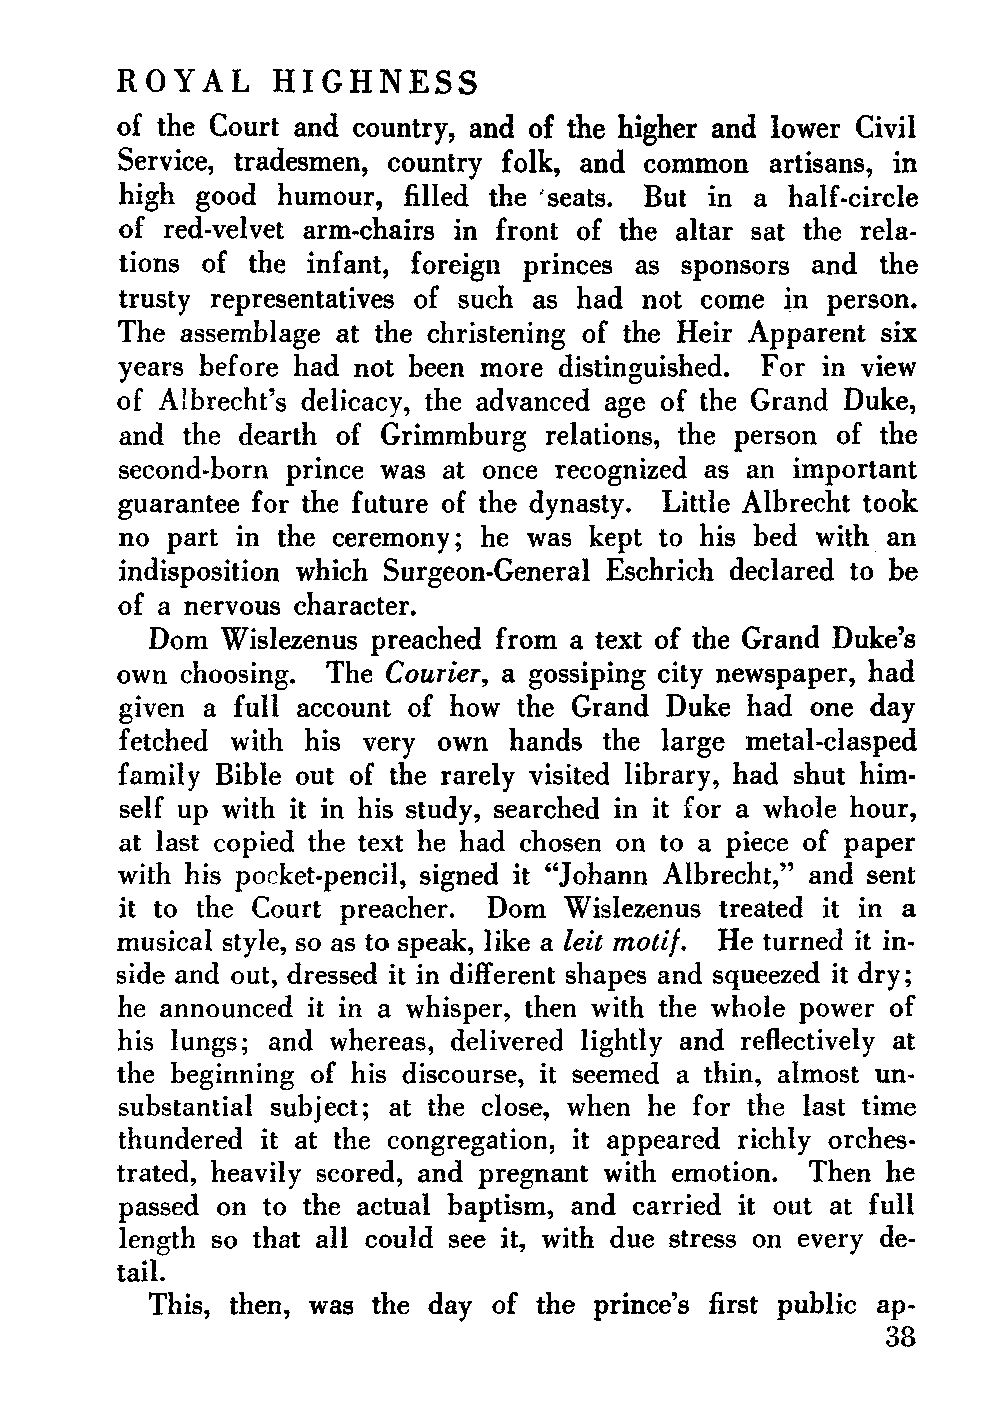 ROYAL HIGHNESS
of the Court and country, and of the higher and lower Civil
Service, tradesmen, country folk, and common artisans, in
high good humour, filled the seats. But in a half-circle
of red-velvet arm-chairs in front of the altar sat the rela-
tions of the infant, foreign princes as sponsors and the
trusty representatives of such as had not come in person.
The assemblage at the christening of the Heir Apparent six
years before had not been more distinguished. For in view
of Albrecht's delicacy, the advanced age of the Grand Duke,
and the dearth of Grimmburg relations, the person of the
second-born prince was at once recognized as an important
guarantee for the future of the dynasty. Little Albrecht took
no part in the ceremony; he was kept to his bed with an
indisposition which Surgeon-General Eschrich declared to be
of a nervous character.
Dom Wislezenus preached from a text of the Grand Duke's
own choosing. The Courier, a gossiping city newspaper, had
given a full account of how the Grand Duke had one day
fetched with his very own hands the large metal-clasped
family Bible out of the rarely visited library, had shut him-
self up with it in his study, searched in it for a whole hour,
at last copied the text he had chosen on to a piece of paper
with his pocket-pencil, signed it "Johann Albrecht," and sent
it to the Court preacher. Dom Wislezenus treated it in a
musical style, so as to speak, like a leit motif. He turned it in-
side and out, dressed it in different shapes and squeezed it dry;
he announced it in a whisper, then with the whole power of
his lungs; and whereas, delivered lightly and reflectively at
the beginning of his discourse, it seemed a thin, almost un-
substantial subject; at the close, when he for the last time
thundered it at the congregation, it appeared richly orches-
trated, heavily scored, and pregnant with emotion. Then he
passed on to the actual baptism, and carried it out at full
length so that all could see it, with due stress on every de-
tail.
This, then, was the day of the prince's first public ap-
38